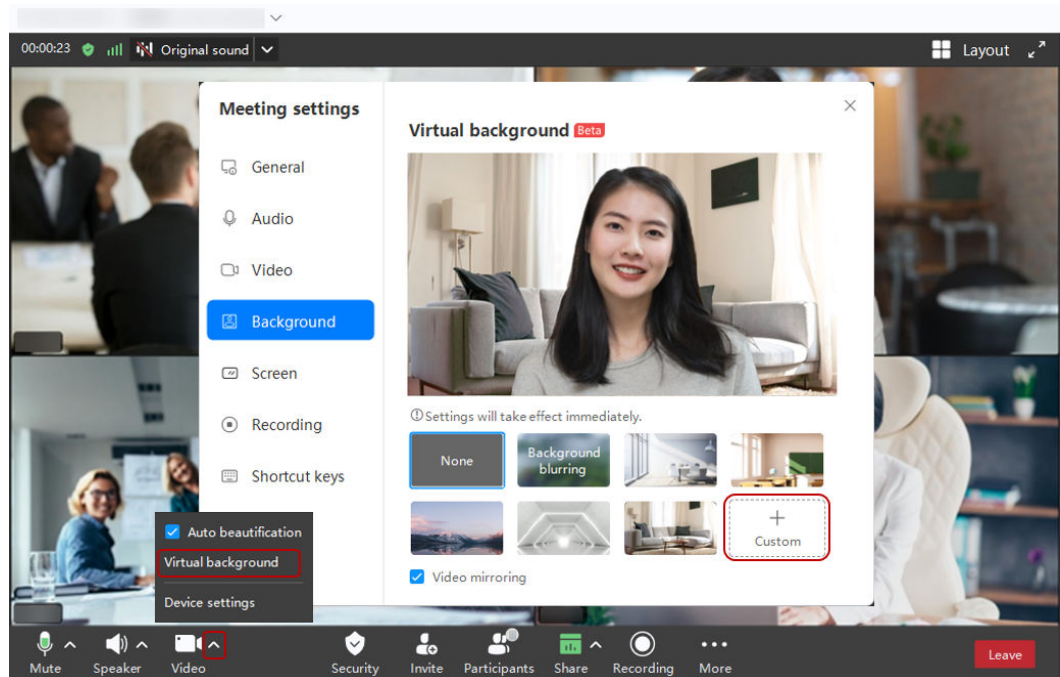 00:00:23
Original sound
Layout
Meeting settings
General
Audio
Video
Background
Screen
Recording
Shortcut keys
Virtual background Beta
Settings will take effect immediately.
None
Background
blurring
Custom
Video mirroring
Auto beautification
Virtual background
Device settings
Mute
Speaker
Video
Security
Invite
Participants
Share
Recording
More
Leave